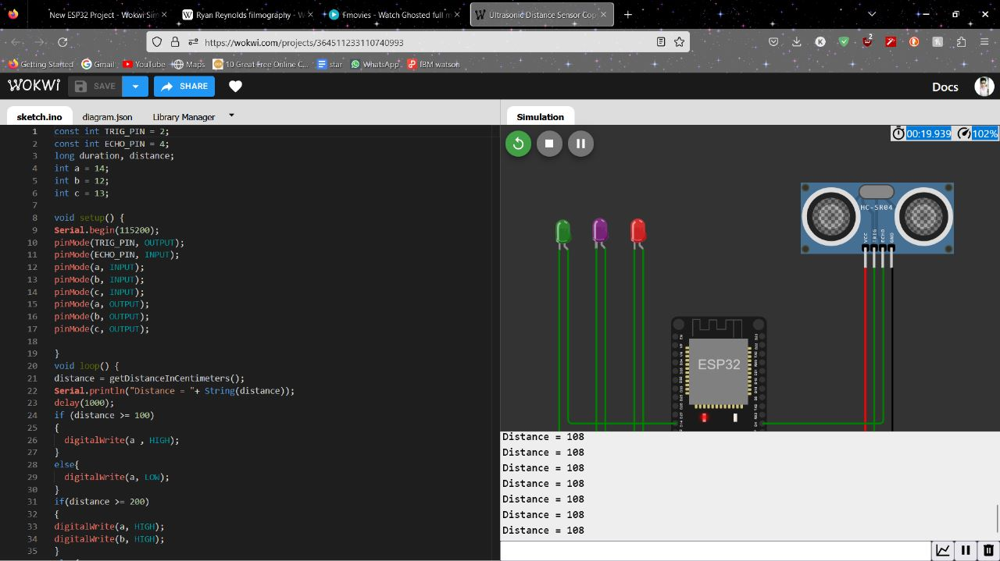 New ESP32 Project - Wokwi Sim
Ryan Reynolds filmography - W
Fmovies - Watch Ghosted full m
Ultrasonic Distance Sensor Cop
https://wokwi.com/projects/364511233110740993
2
Getting Started
Gmail
YouTube
Maps
10 Great Free Online C...
star
WhatsApp
IBM watson
WOKWI
SAVE
SHARE
Docs
sketch.ino
diagram.json
Library Manager
Simulation
1 const int TRIG_PIN = 2;
2 const int ECHO_PIN = 4;
3 long duration, distance;
4 int a = 14;
5 int b = 12;
6 int c = 13;
7
8 void setup() {
9 Serial.begin(115200);
10 pinMode(TRIG_PIN, OUTPUT);
11 pinMode(ECHO_PIN, INPUT);
12 pinMode(a, INPUT);
13 pinMode(b, INPUT);
14 pinMode(c, INPUT);
15 pinMode(a, OUTPUT);
16 pinMode(b, OUTPUT);
17 pinMode(c, OUTPUT);
18
19 }
20 void loop() {
21 distance = getDistanceInCentimeters();
22 Serial.println("Distance = "+ String(distance));
23 delay(1000);
24 if (distance >= 100)
25 {
26 digitalWrite(a , HIGH);
27 }
28 else{
29 digitalWrite(a, LOW);
30 }
31 if(distance >= 200)
32 {
33 digitalWrite(a, HIGH);
34 digitalWrite(b, HIGH);
35 }
00:19.939
102%
HC-SR04
VCC
TRIG
ECHO
GND
ESP32
Distance = 108
Distance = 108
Distance = 108
Distance = 108
Distance = 108
Distance = 108
Distance = 108